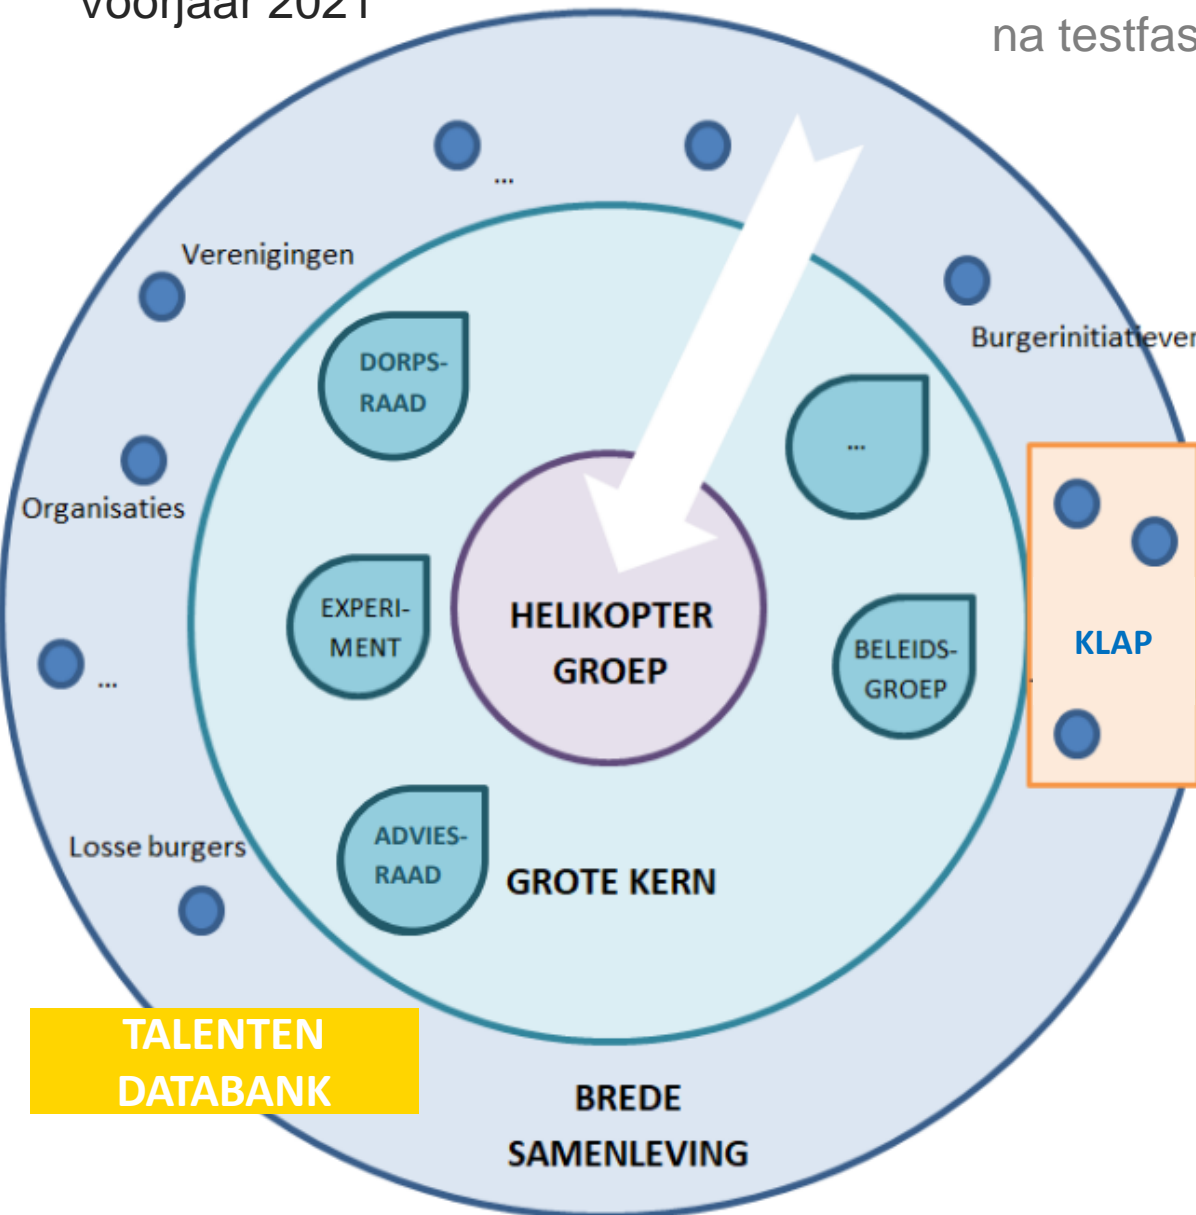 voorjaar 2021
na testfas
...
Verenigingen
Burgerinitiatieven
DORPS-
RAAD
...
Organisaties
EXPERI-
MENT
HELIKOPTER
GROEP
BELEIDS-
GROEP
KLAP
...
Losse burgers
ADVIES-
RAAD
GROTE KERN
TALENTEN
DATABANK
BREDE
SAMENLEVING